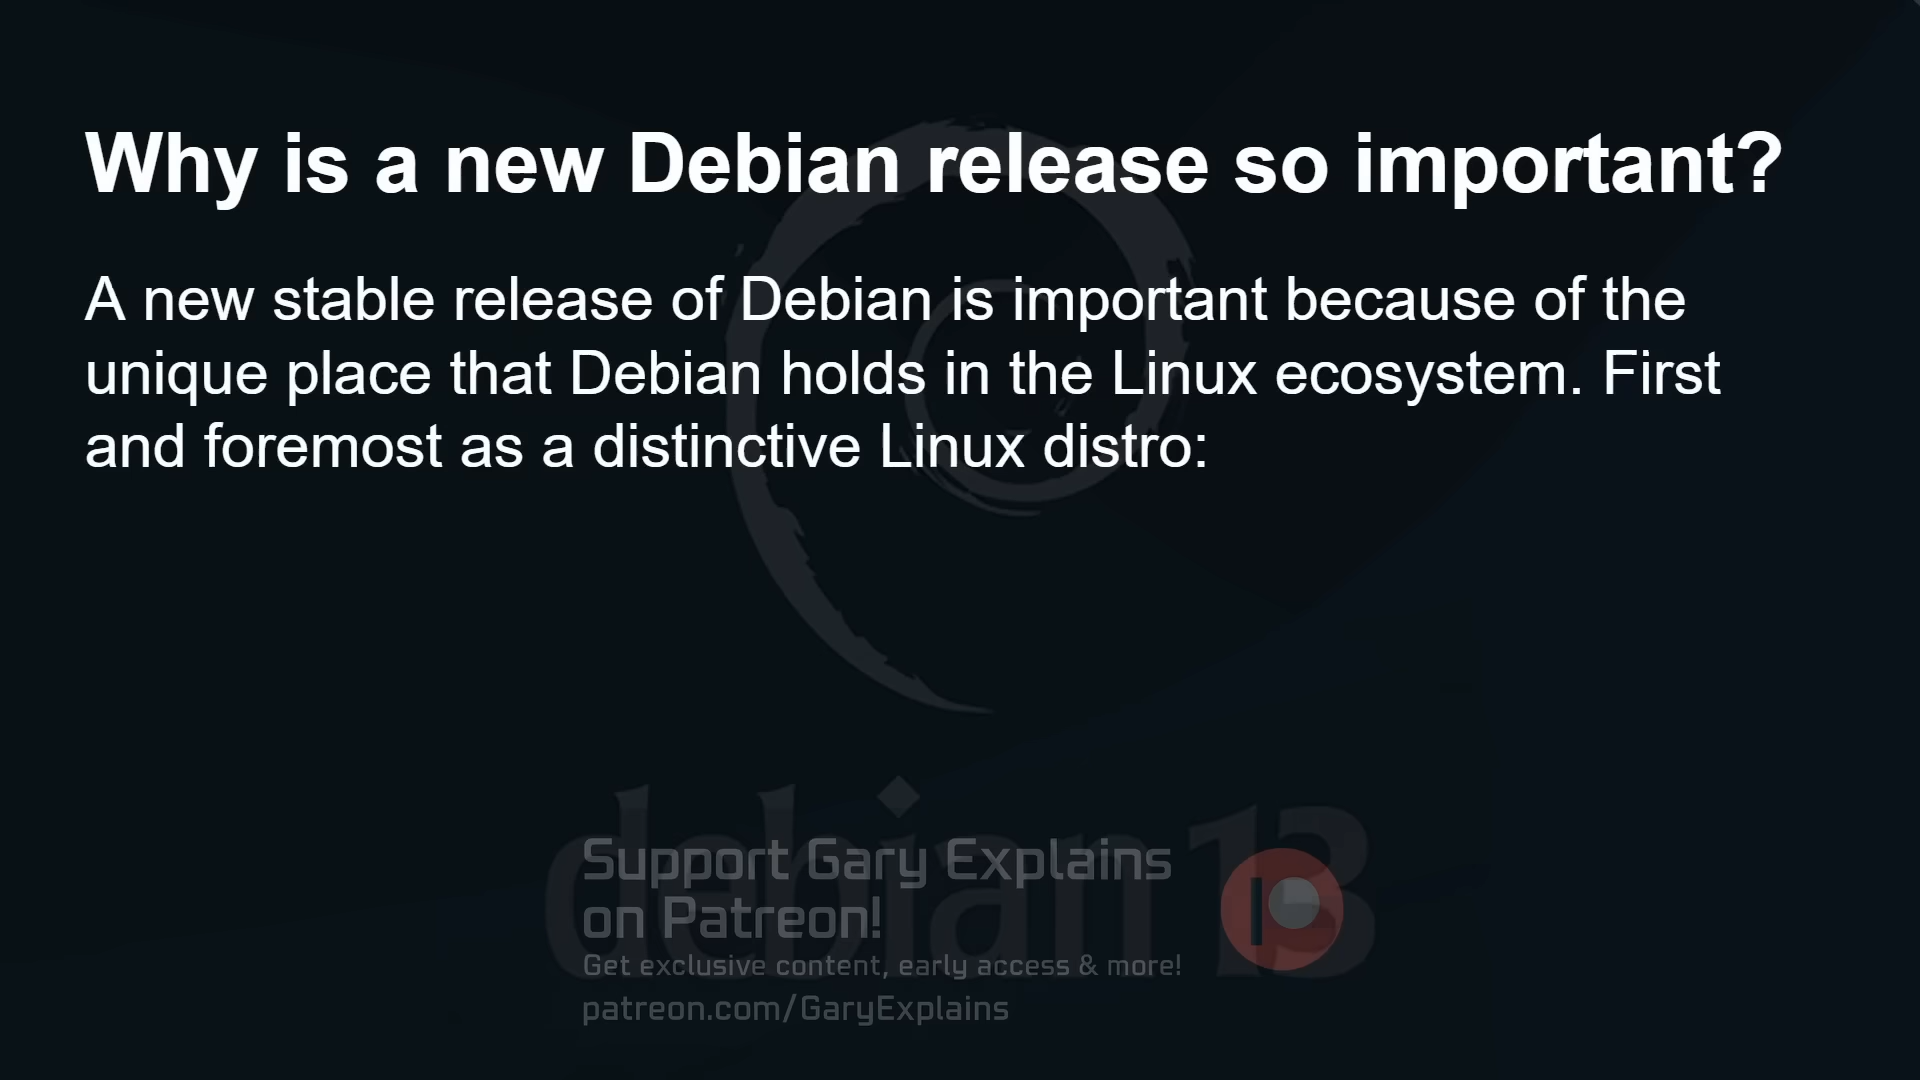 Why is a new Debian release so important?
A new stable release of Debian is important because of the
unique place that Debian holds in the Linux ecosystem. First
and foremost as a distinctive Linux distro:
debian 13
Support Gary Explains
on Patreon!
Get exclusive content, early access & more!
patreon.com/GaryExplains